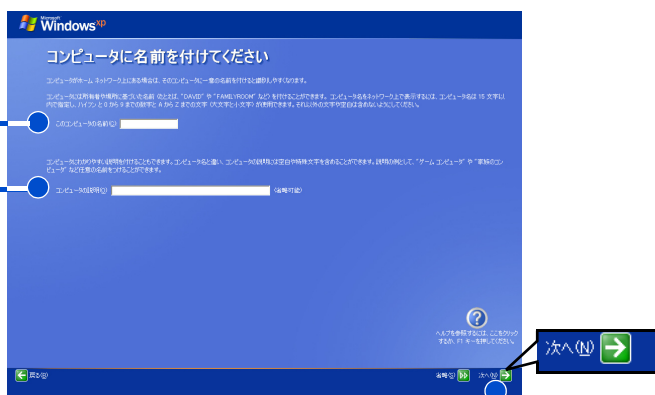 Microsoft
Windows xp
コンピュータに名前を付けてください
コンピュータがホーム ネットワーク上にある場合は、そのコンピュータに一意の名前を付けると識別しやすくなります。
コンピュータには所有者や場所に基づいた名前 (たとえば、"DAVID" や "FAMILYROOM" など) を付けることができます。コンピュータ名をネットワーク上で表示するには、コンピュータ名は 15 文字以
内で指定し、ハイフン と 0 から 9 までの数字と A から Z までの文字 (大文字と小文字) が使用できます。それ以外の文字や空白は含めないようにしてください。
このコンピュータの名前(C):
コンピュータにわかりやすい説明を付けることもできます。コンピュータ名と違い、コンピュータの説明には空白や特殊文字を含めることができます。説明の例として、"ゲーム コンピュータ" や "家族のコン
ピュータ" など任意の名前をつけることができます。
コンピュータの説明(O):
(省略可能)
ヘルプを参照するには、ここをクリック
するか、F1 キーを押してください。
戻る(B)
省略(S)
次へ(N)
次へ(N)